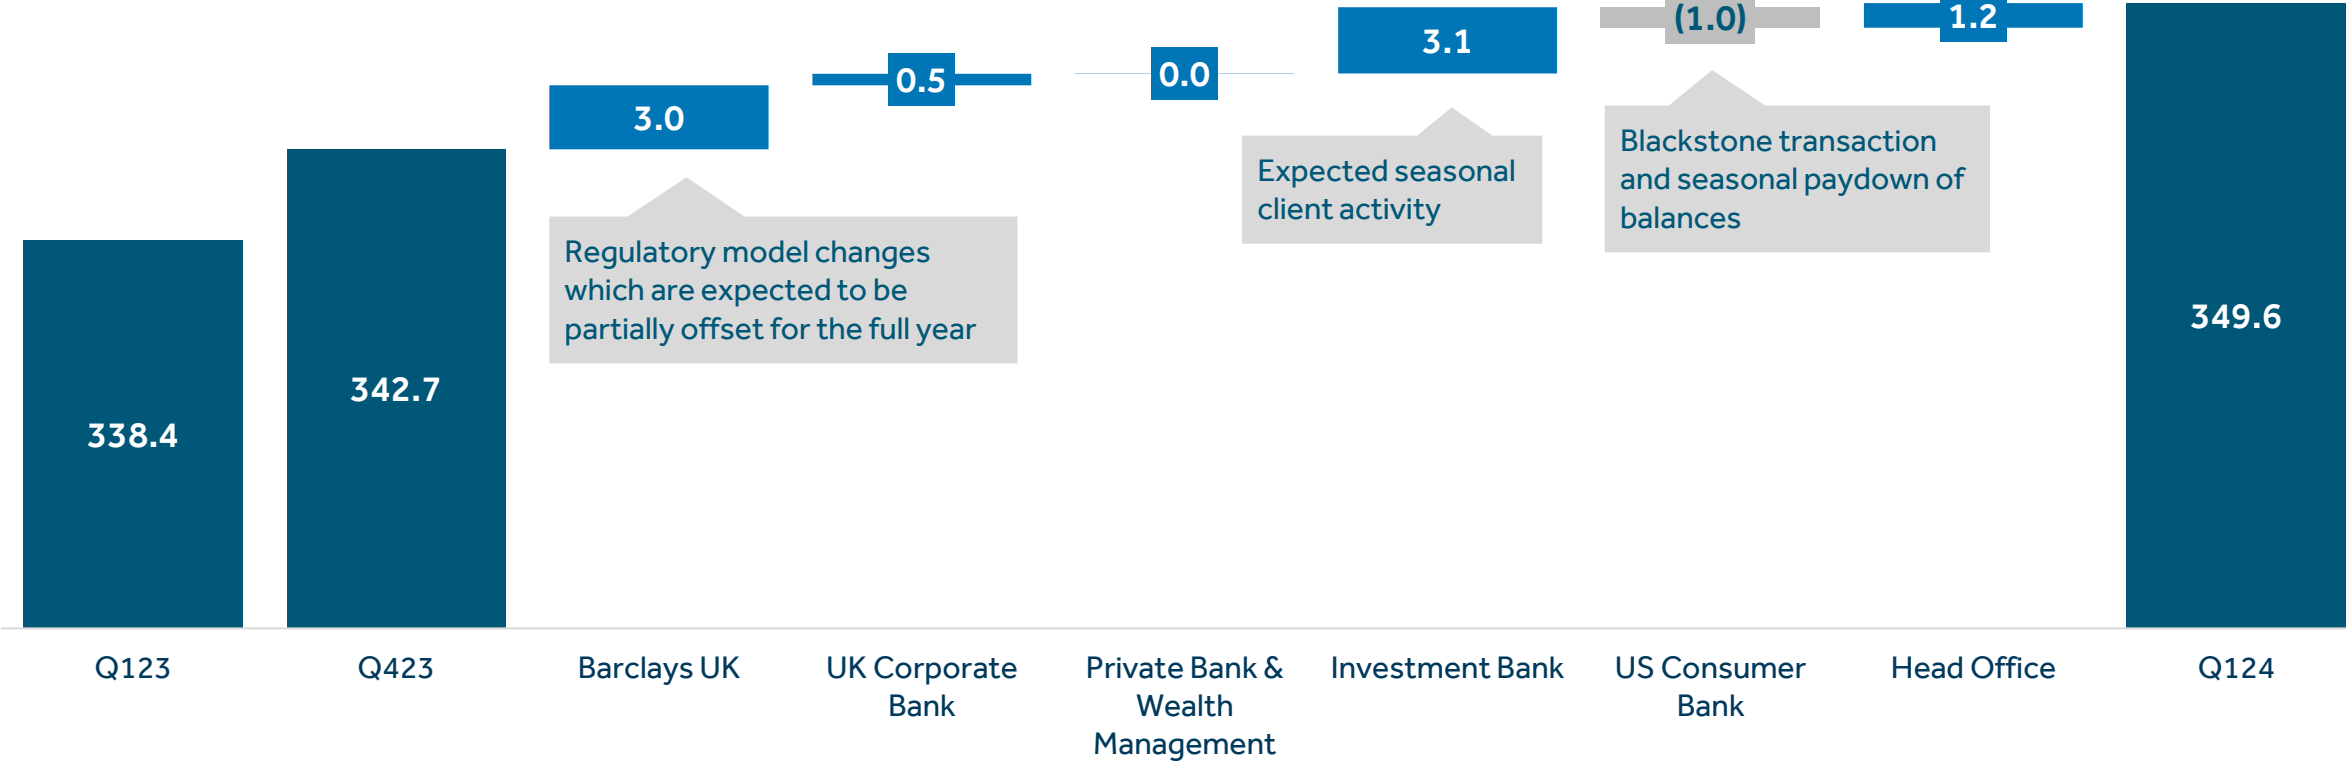 338.4
342.7
3.0
Regulatory model changes
which are expected to be
partially offset for the full year
0.5
0.0
3.1
Expected seasonal
client activity
(1.0)
Blackstone transaction
and seasonal paydown of
balances
1.2
349.6
Q123
Q423
Barclays UK
UK Corporate
Bank
Private Bank &
Wealth
Management
Investment Bank
US Consumer
Bank
Head Office
Q124